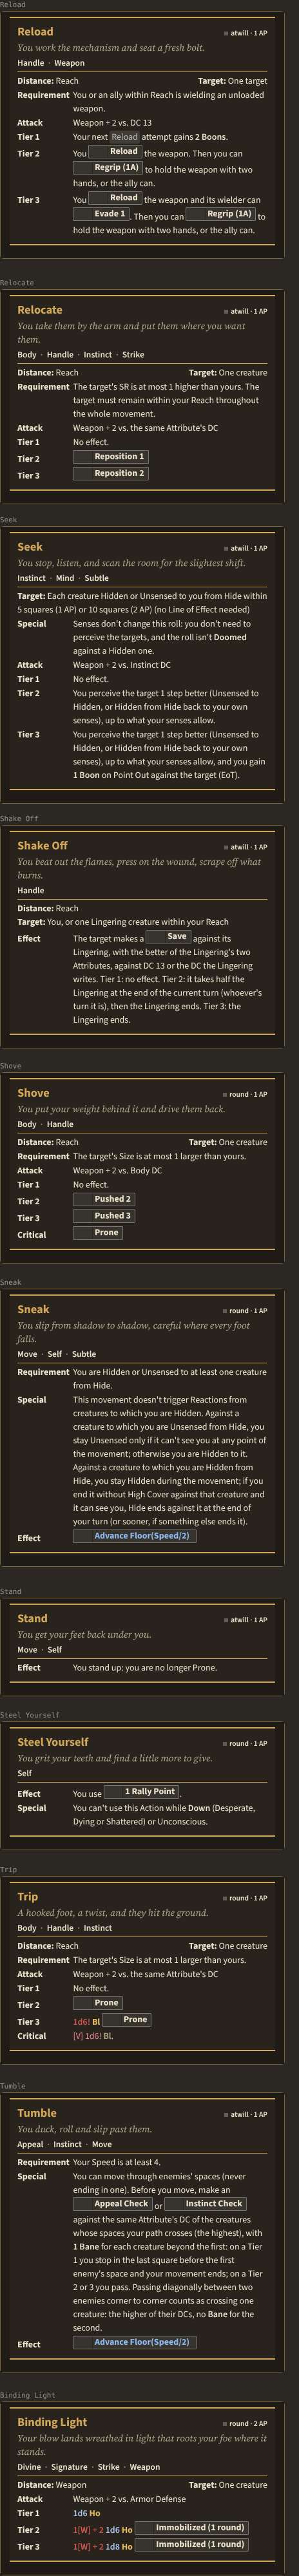 Reload
Reload
■ atwill · 1 AP
You work the mechanism and seat a fresh bolt.
Handle · Weapon
Distance: Reach Target: One target
Requirement You or an ally within Reach is wielding an unloaded
weapon.
Attack Weapon + 2 vs. DC 13
Tier 1 Your next Reload attempt gains 2 Boons.
Tier 2 You Reload the weapon. Then you can
Regrip (1A) to hold the weapon with two
hands, or the ally can.
Tier 3 You Reload the weapon and its wielder can
Evade 1. Then you can Regrip (1A) to
hold the weapon with two hands, or the ally can.
Relocate
Relocate
■ atwill · 1 AP
You take them by the arm and put them where you want
them.
Body · Handle · Instinct · Strike
Distance: Reach Target: One creature
Requirement The target's SR is at most 1 higher than yours. The
target must remain within your Reach throughout
the whole movement.
Attack Weapon + 2 vs. the same Attribute's DC
Tier 1 No effect.
Tier 2 Reposition 1
Tier 3 Reposition 2
Seek
Seek
■ atwill · 1 AP
You stop, listen, and scan the room for the slightest shift.
Instinct · Mind · Subtle
Target: Each creature Hidden or Unsensed to you from Hide within
5 squares (1 AP) or 10 squares (2 AP) (no Line of Effect needed)
Special Senses don't change this roll: you don't need to
perceive the targets, and the roll isn't Doomed
against a Hidden one.
Attack Weapon + 2 vs. Instinct DC
Tier 1 No effect.
Tier 2 You perceive the target 1 step better (Unsensed to
Hidden, or Hidden from Hide back to your own
senses), up to what your senses allow.
Tier 3 You perceive the target 1 step better (Unsensed to
Hidden, or Hidden from Hide back to your own
senses), up to what your senses allow, and you gain
1 Boon on Point Out against the target (EoT).
Shake Off
Shake Off
■ atwill · 1 AP
You beat out the flames, press on the wound, scrape off what
burns.
Handle
Distance: Reach
Target: You, or one Lingering creature within your Reach
Effect The target makes a Save against its
Lingering, with the better of the Lingering's two
Attributes, against DC 13 or the DC the Lingering
writes. Tier 1: no effect. Tier 2: it takes half the
Lingering at the end of the current turn (whoever's
turn it is), then the Lingering ends. Tier 3: the
Lingering ends.
Shove
Shove
■ round · 1 AP
You put your weight behind it and drive them back.
Body · Handle
Distance: Reach Target: One creature
Requirement The target's Size is at most 1 larger than yours.
Attack Weapon + 2 vs. Body DC
Tier 1 No effect.
Tier 2 Pushed 2
Tier 3 Pushed 3
Critical Prone
Sneak
Sneak
■ round · 1 AP
You slip from shadow to shadow, careful where every foot
falls.
Move · Self · Subtle
Requirement You are Hidden or Unsensed to at least one creature
from Hide.
Special This movement doesn't trigger Reactions from
creatures to which you are Hidden. Against a
creature to which you are Unsensed from Hide, you
stay Unsensed only if it can't see you at any point of
the movement; otherwise you are Hidden to it.
Against a creature to which you are Hidden from
Hide, you stay Hidden during the movement; if you
end it without High Cover against that creature and
it can see you, Hide ends against it at the end of
your turn (or sooner, if something else ends it).
Effect Advance Floor(Speed/2)
Stand
Stand
■ atwill · 1 AP
You get your feet back under you.
Move · Self
Effect You stand up: you are no longer Prone.
Steel Yourself
Steel Yourself
■ round · 1 AP
You grit your teeth and find a little more to give.
Self
Effect You use 1 Rally Point.
Special You can't use this Action while Down (Desperate,
Dying or Shattered) or Unconscious.
Trip
Trip
■ round · 1 AP
A hooked foot, a twist, and they hit the ground.
Body · Handle · Instinct
Distance: Reach Target: One creature
Requirement The target's Size is at most 1 larger than yours.
Attack Weapon + 2 vs. the same Attribute's DC
Tier 1 No effect.
Tier 2 Prone
Tier 3 1d6! Bl Prone
Critical [V] 1d6! Bl.
Tumble
Tumble
■ atwill · 1 AP
You duck, roll and slip past them.
Appeal · Instinct · Move
Requirement Your Speed is at least 4.
Special You can move through enemies' spaces (never
ending in one). Before you move, make an
Appeal Check or Instinct Check
against the same Attribute's DC of the creatures
whose spaces your path crosses (the highest), with
1 Bane for each creature beyond the first: on a Tier
1 you stop in the last square before the first
enemy's space and your movement ends; on a Tier
2 or 3 you pass. Passing diagonally between two
enemies corner to corner counts as crossing one
creature: the higher of their DCs, no Bane for the
second.
Effect Advance Floor(Speed/2)
Binding Light
Binding Light
■ round · 2 AP
Your blow lands wreathed in light that roots your foe where it
stands.
Divine · Signature · Strike · Weapon
Distance: Weapon Target: One creature
Attack Weapon + 2 vs. Armor Defense
Tier 1 1d6 Ho
Tier 2 1[W] + 2 1d6 Ho Immobilized (1 round)
Tier 3 1[W] + 2 1d8 Ho Immobilized (1 round)